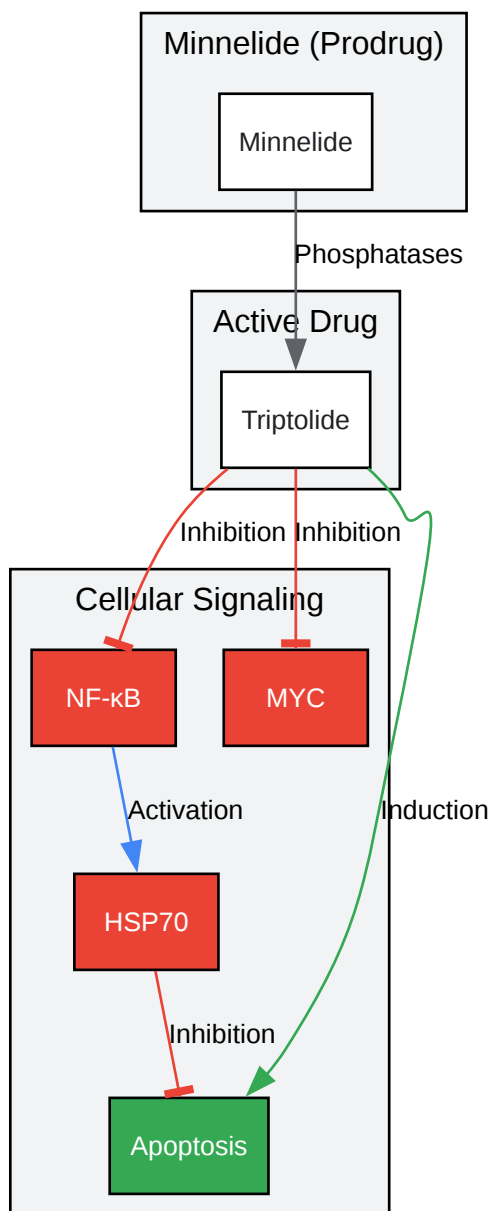 Minnelide (Prodrug)
Minnelide
Phosphatases
Active Drug
Triptolide
Inhibition
Inhibition
Cellular Signaling
NF-κB
MYC
Activation
Induction
HSP70
Inhibition
Apoptosis